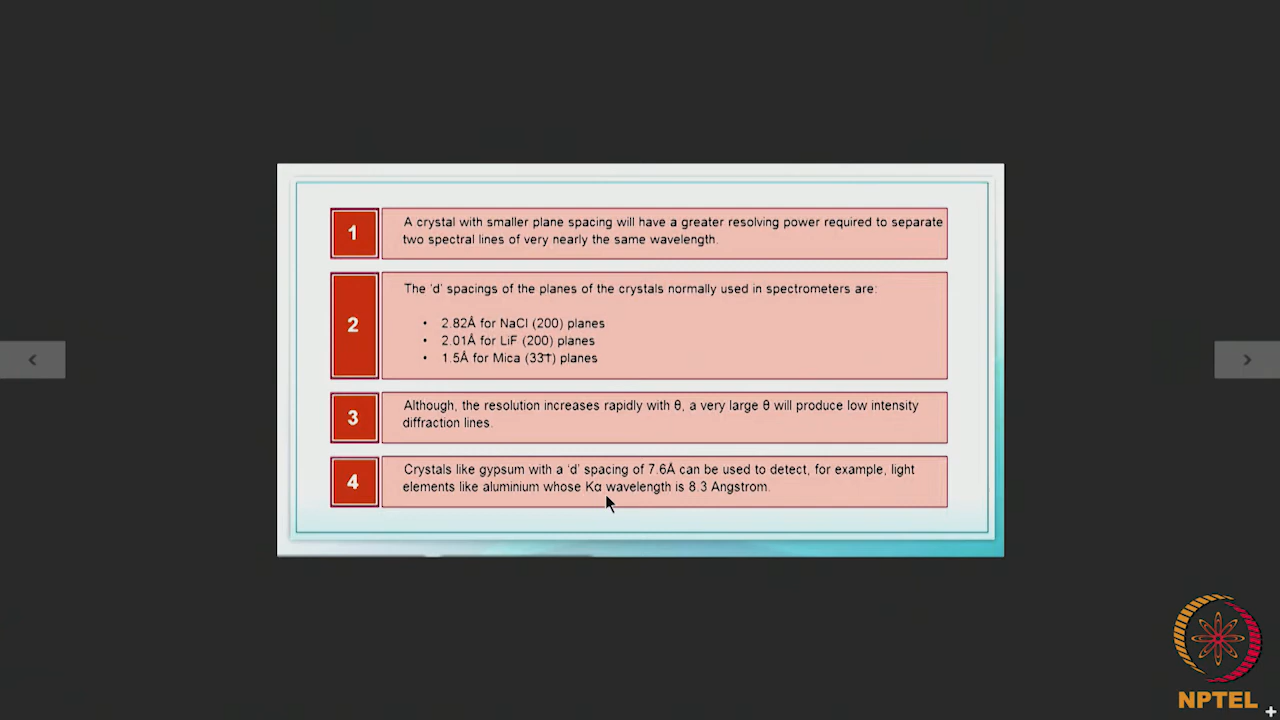 1
A crystal with smaller plane spacing will have a greater resolving power required to separate
two spectral lines of very nearly the same wavelength.
2
The 'd' spacings of the planes of the crystals normally used in spectrometers are:
• 2.82Å for NaCl (200) planes
• 2.01Å for LiF (200) planes
• 1.5Å for Mica (33Ƭ) planes
3
Although, the resolution increases rapidly with θ, a very large θ will produce low intensity
diffraction lines.
4
Crystals like gypsum with a 'd' spacing of 7.6Å can be used to detect, for example, light
elements like aluminium whose Kα wavelength is 8.3 Angstrom.
NPTEL